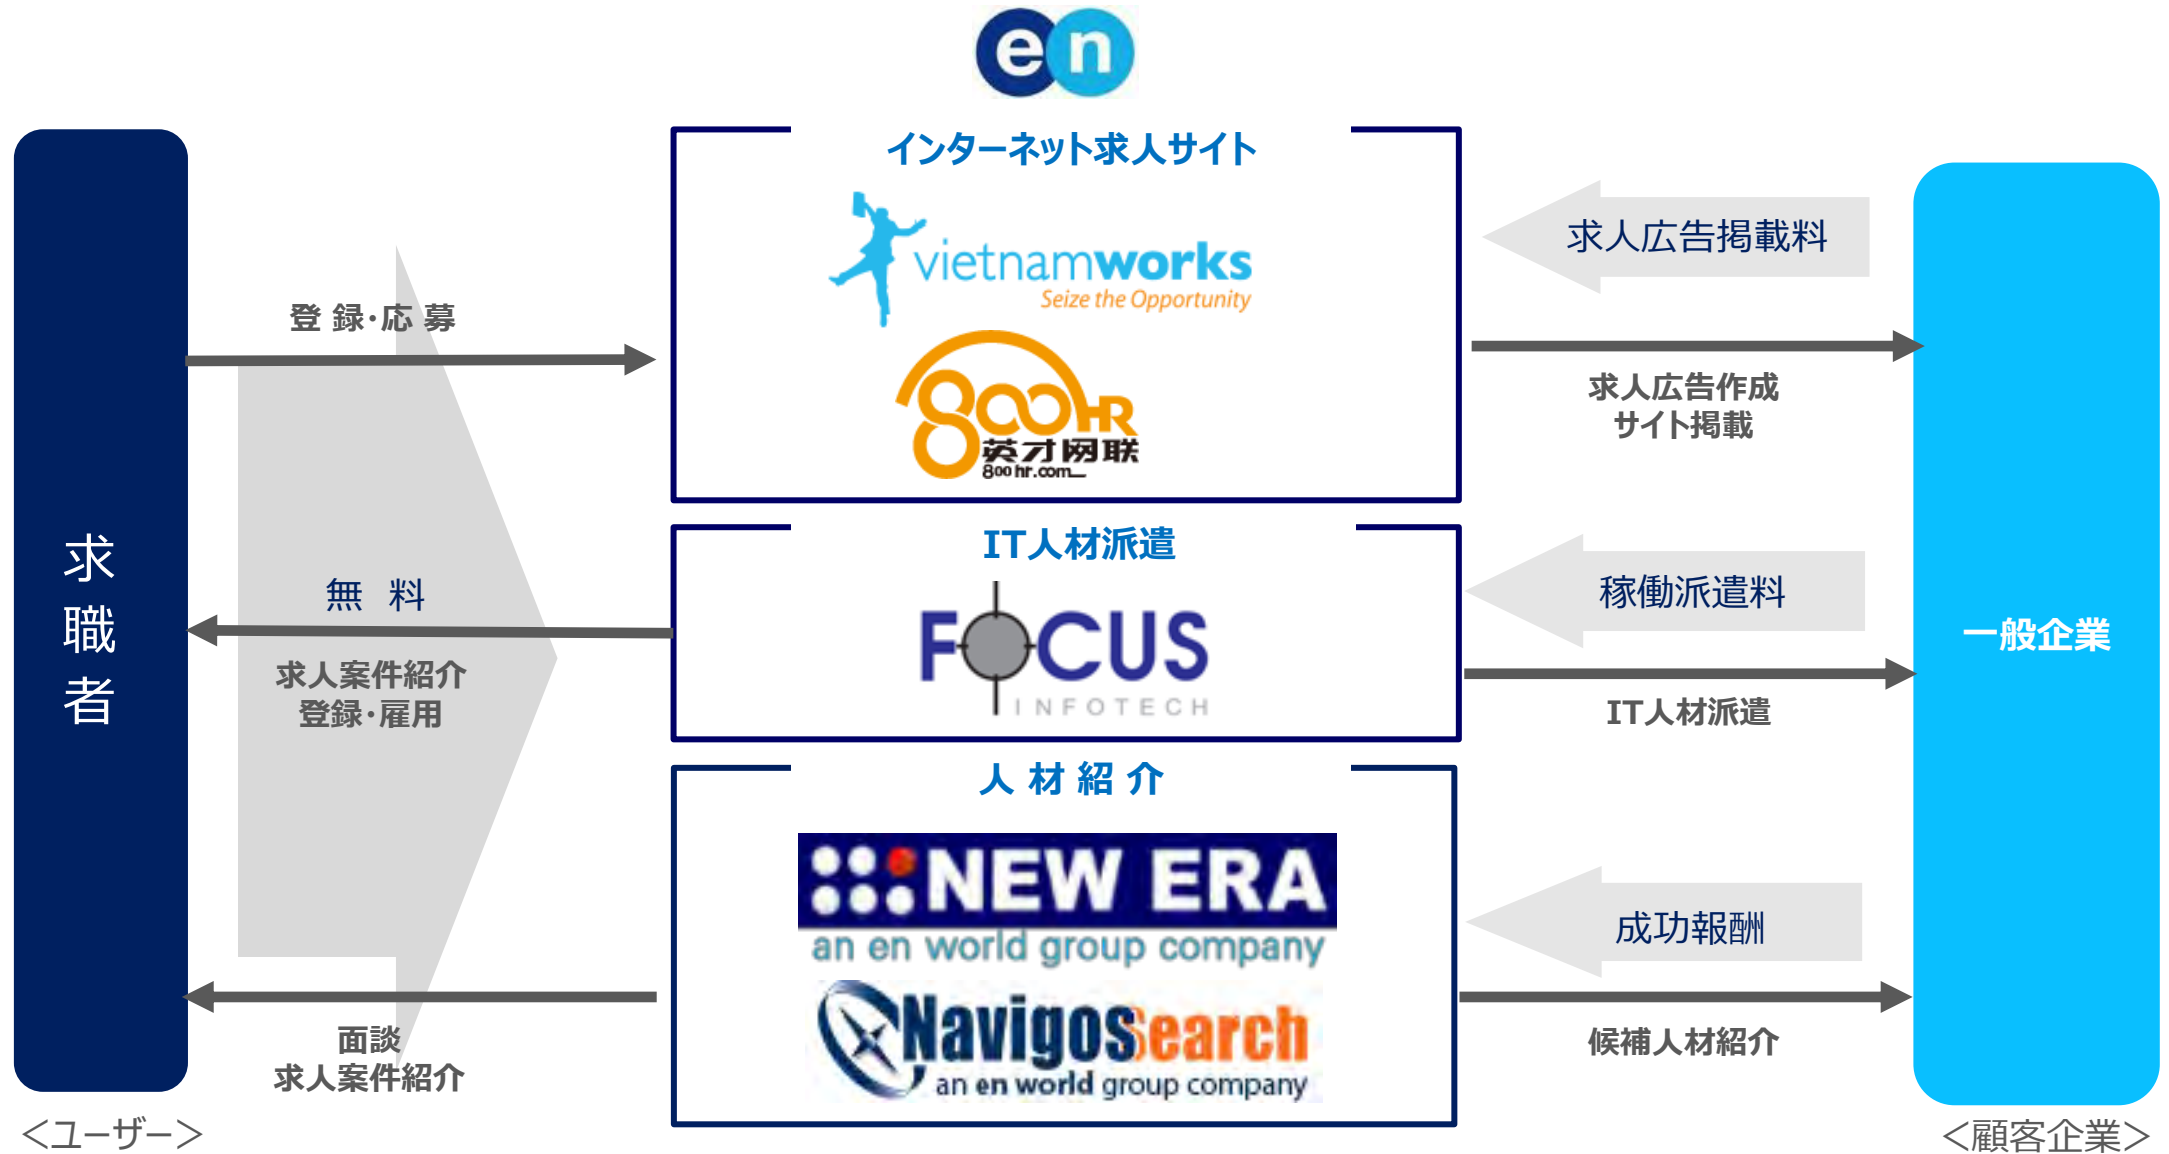 en
インターネット求人サイト
vietnamworks
Seize the Opportunity
800HR
英才网联
800hr.com
登 録・応 募
求人広告掲載料
求人広告作成
サイト掲載
求職者
無 料
求人案件紹介
登録・雇用
IT人材派遣
FOCUS
INFOTECH
稼働派遣料
IT人材派遣
一般企業
人 材 紹 介
NEW ERA
an en world group company
NavigosSearch
an en world group company
成功報酬
候補人材紹介
面談
求人案件紹介
＜ユーザー＞
＜顧客企業＞